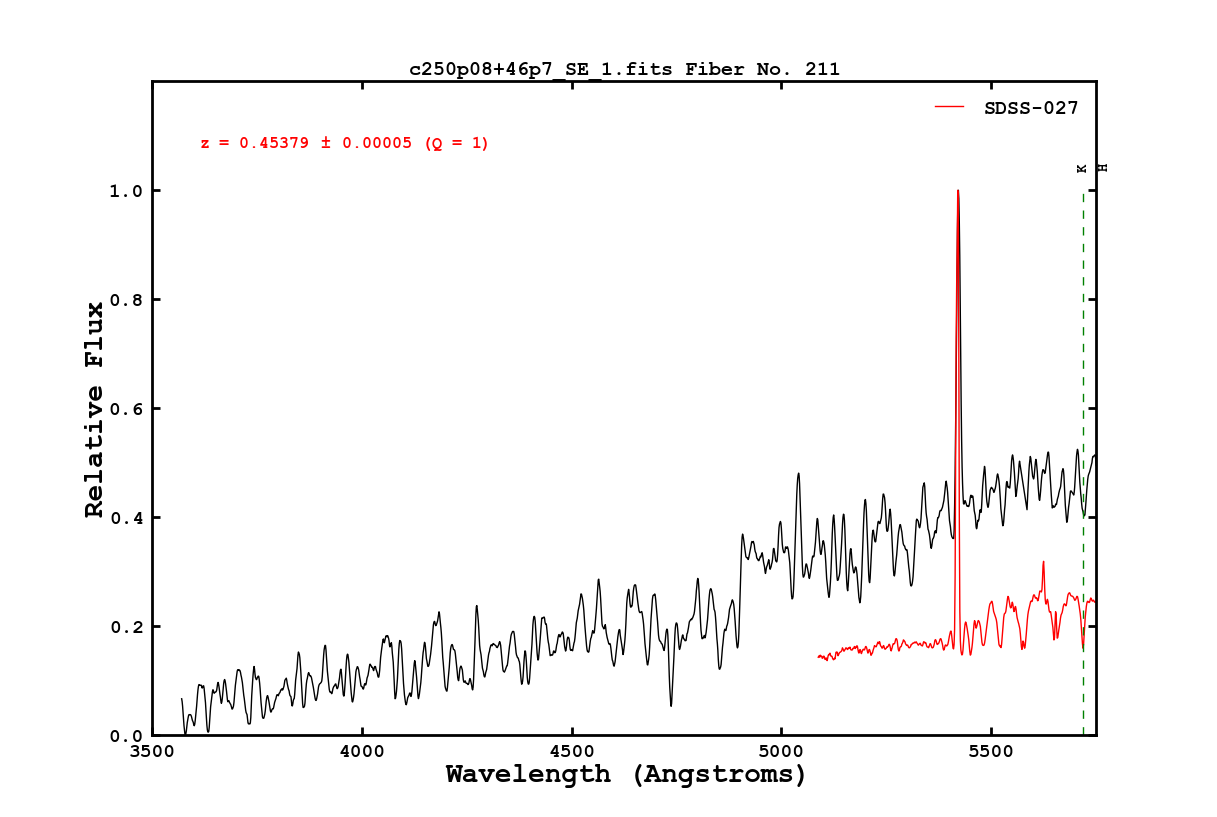 c250p08+46p7_SE_1.fits Fiber No. 211
SDSS-027
z = 0.45379 ± 0.00005 (Q = 1)
K
H
1.0
0.8
0.6
0.4
0.2
0.0
Relative Flux
3500 4000 4500 5000 5500
Wavelength (Angstroms)